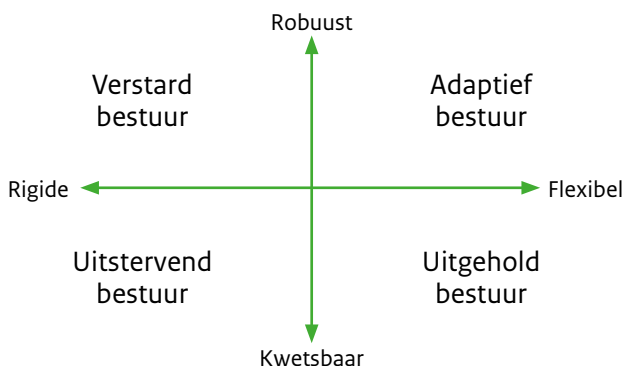 Robuust
Verstard
bestuur
Adaptief
bestuur
Rigide
Flexibel
Uitstervend
bestuur
Uitgehold
bestuur
Kwetsbaar